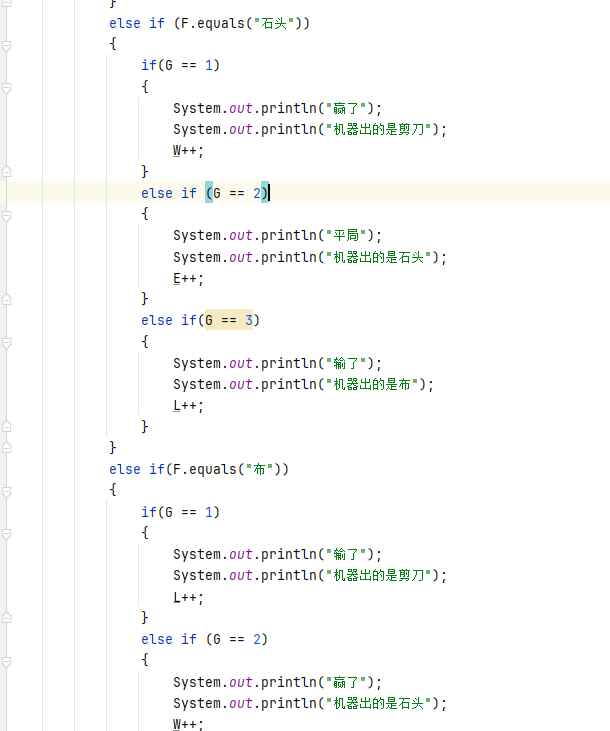 }
else if (F.equals("石头"))
{
if(G == 1)
{
System.out.println("赢了");
System.out.println("机器出的是剪刀");
W++;
}
else if (G == 2)
{
System.out.println("平局");
System.out.println("机器出的是石头");
E++;
}
else if(G == 3)
{
System.out.println("输了");
System.out.println("机器出的是布");
L++;
}
}
else if(F.equals("布"))
{
if(G == 1)
{
System.out.println("输了");
System.out.println("机器出的是剪刀");
L++;
}
else if (G == 2)
{
System.out.println("赢了");
System.out.println("机器出的是石头");
W++;